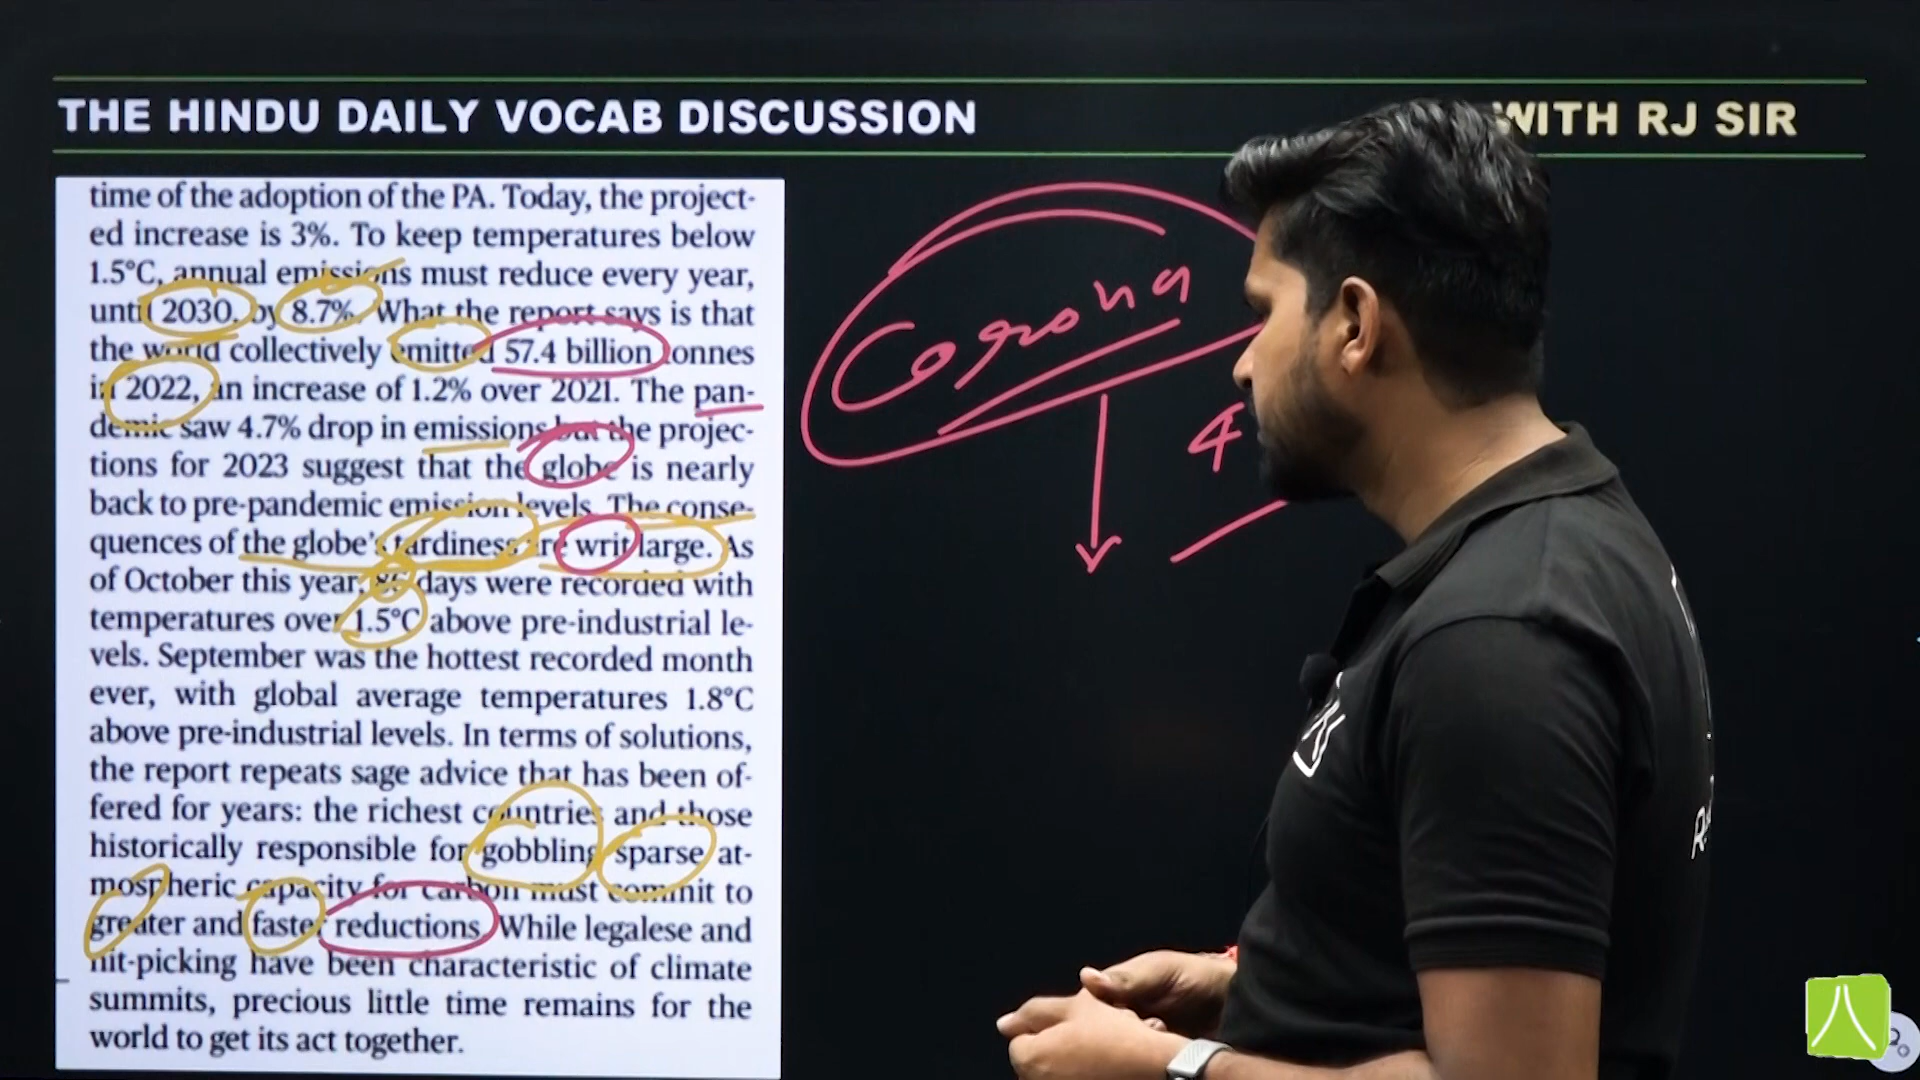 THE HINDU DAILY VOCAB DISCUSSION
WITH RJ SIR
time of the adoption of the PA. Today, the project-
ed increase is 3%. To keep temperatures below
1.5°C, annual emissions must reduce every year,
until 2030, by 8.7%. What the report says is that
the world collectively emitted 57.4 billion tonnes
in 2022, an increase of 1.2% over 2021. The pan-
demic saw 4.7% drop in emissions but the projec-
tions for 2023 suggest that the globe is nearly
back to pre-pandemic emission levels. The conse-
quences of the globe's tardiness are writ large. As
of October this year, 86 days were recorded with
temperatures over 1.5°C above pre-industrial le-
vels. September was the hottest recorded month
ever, with global average temperatures 1.8°C
above pre-industrial levels. In terms of solutions,
the report repeats sage advice that has been of-
fered for years: the richest countries and those
historically responsible for gobbling sparse at-
mospheric capacity for carbon must commit to
greater and faster reductions. While legalese and
nit-picking have been characteristic of climate
summits, precious little time remains for the
world to get its act together.
Corona
4